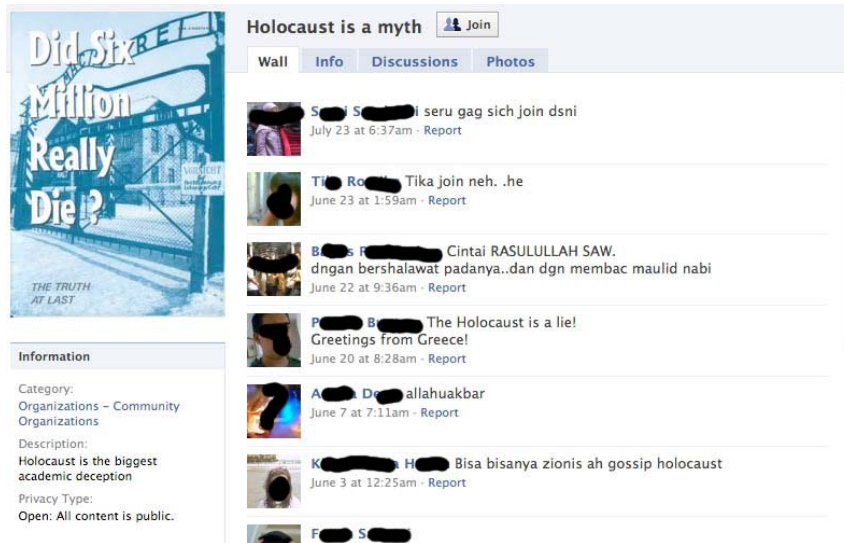 Did Six
Million
Really
Die?
THE TRUTH
AT LAST
Information
Category:
Organizations – Community
Organizations
Description:
Holocaust is the biggest
academic deception
Privacy Type:
Open: All content is public.
Holocaust is a myth Join
Wall Info Discussions Photos
seru gag sich join dsni
July 23 at 6:37am · Report
Tika join neh. .he
June 23 at 1:59am · Report
Cintai RASULULLAH SAW.
dngan bershalawat padanya..dan dgn membac maulid nabi
June 22 at 9:36am · Report
The Holocaust is a lie!
Greetings from Greece!
June 20 at 8:28am · Report
allahuakbar
June 7 at 7:11am · Report
Bisa bisanya zionis ah gossip holocaust
June 3 at 12:25am · Report